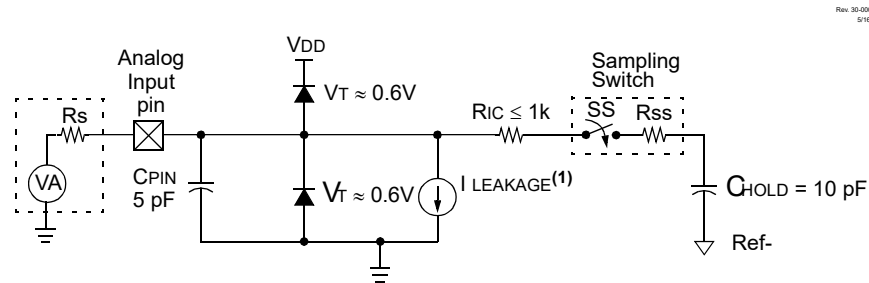 Rev. 30-00
5/16
VDD
Analog
Input
pin
Sampling
Switch
VT ≈ 0.6V
RIC ≤ 1k
SS
Rss
Rs
VA
CPIN
5 pF
VT ≈ 0.6V
I LEAKAGE(1)
CHOLD = 10 pF
Ref-